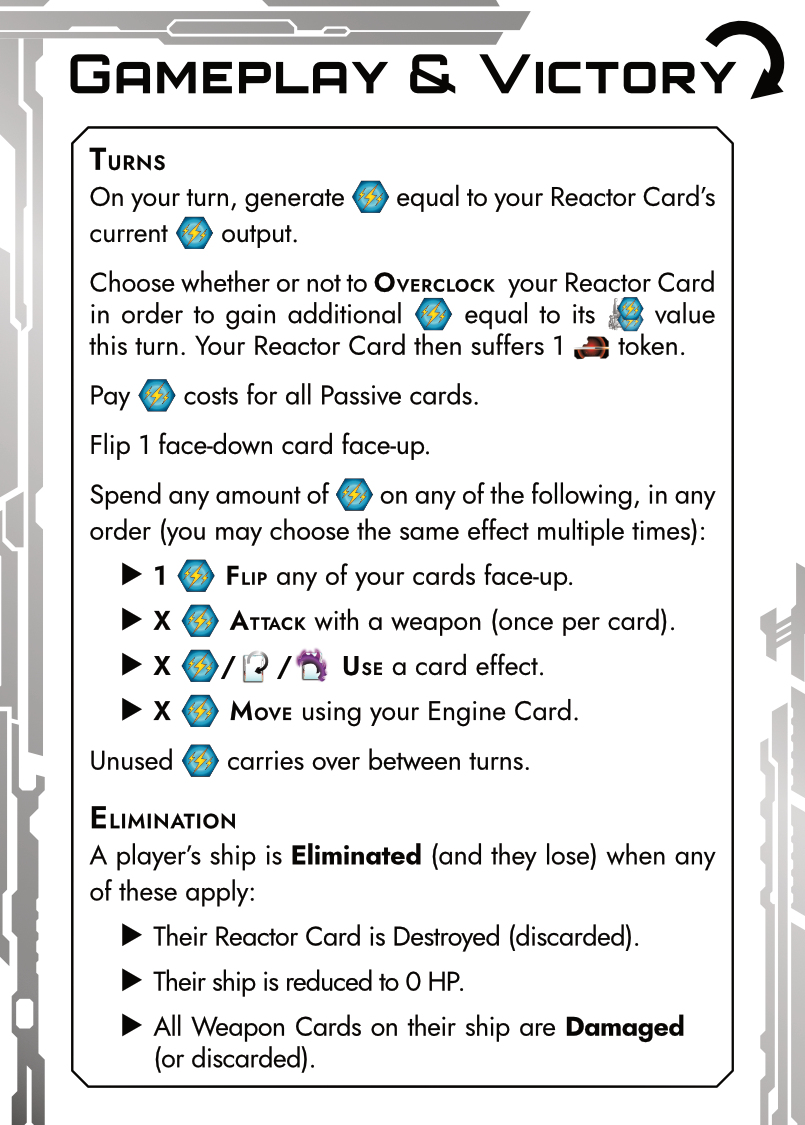 Gameplay & Victory
Turns
On your turn, generate equal to your Reactor Card's
current output.
Choose whether or not to Overclock your Reactor Card
in order to gain additional equal to its value
this turn. Your Reactor Card then suffers 1 token.
Pay costs for all Passive cards.
Flip 1 face-down card face-up.
Spend any amount of on any of the following, in any
order (you may choose the same effect multiple times):
▶ 1 Flip any of your cards face-up.
▶ X Attack with a weapon (once per card).
▶ X / / Use a card effect.
▶ X Move using your Engine Card.
Unused carries over between turns.
Elimination
A player's ship is Eliminated (and they lose) when any
of these apply:
▶ Their Reactor Card is Destroyed (discarded).
▶ Their ship is reduced to 0 HP.
▶ All Weapon Cards on their ship are Damaged
(or discarded).